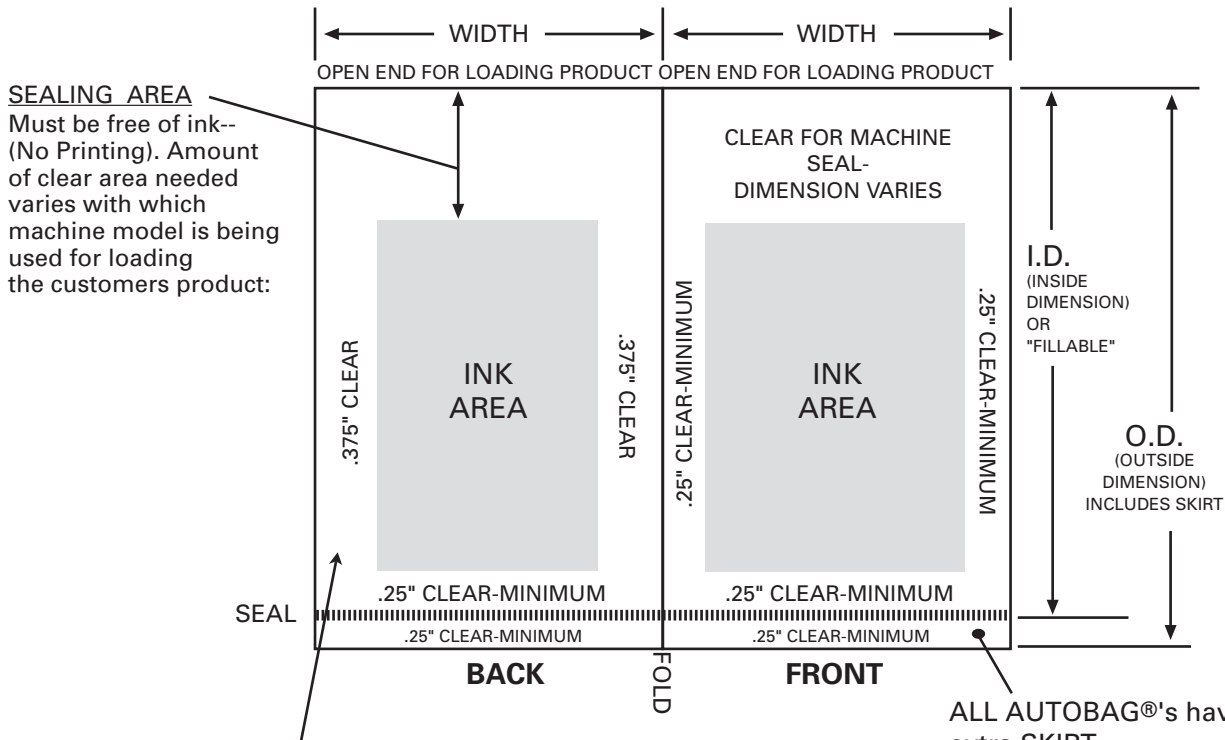 WIDTH
WIDTH
OPEN END FOR LOADING PRODUCT
OPEN END FOR LOADING PRODUCT
SEALING AREA
Must be free of ink--
(No Printing). Amount
of clear area needed
varies with which
machine model is being
used for loading
the customers product:
CLEAR FOR MACHINE
SEAL-
DIMENSION VARIES
.375" CLEAR
INK
AREA
.375" CLEAR
.25" CLEAR-MINIMUM
INK
AREA
.25" CLEAR-MINIMUM
I.D.
(INSIDE
DIMENSION)
OR
"FILLABLE"
O.D.
(OUTSIDE
DIMENSION)
INCLUDES SKIRT
.25" CLEAR-MINIMUM
.25" CLEAR-MINIMUM
SEAL
.25" CLEAR-MINIMUM
.25" CLEAR-MINIMUM
BACK
FOLD
FRONT
ALL AUTOBAG®'s hav
extra SKIRT